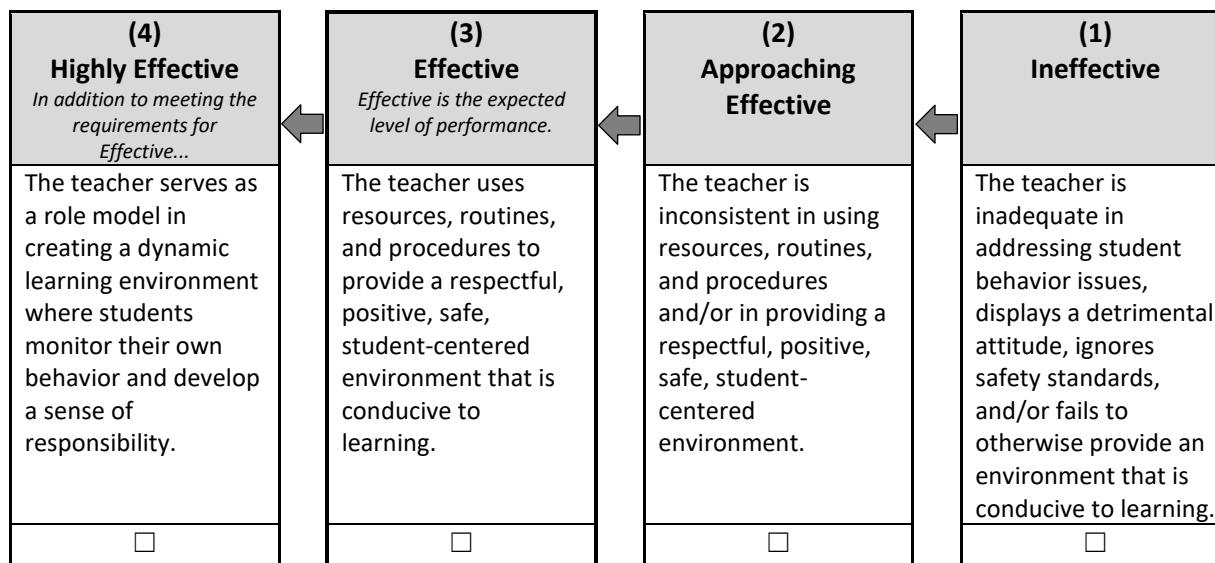 (4)
Highly Effective
In addition to meeting the
requirements for
Effective...
The teacher serves as
a role model in
creating a dynamic
learning environment
where students
monitor their own
behavior and develop
a sense of
responsibility.
☐
(3)
Effective
Effective is the expected
level of performance.
The teacher uses
resources, routines,
and procedures to
provide a respectful,
positive, safe,
student-centered
environment that is
conducive to
learning.
☐
(2)
Approaching
Effective
The teacher is
inconsistent in using
resources, routines,
and procedures
and/or in providing a
respectful, positive,
safe, student-
centered
environment.
☐
(1)
Ineffective
The teacher is
inadequate in
addressing student
behavior issues,
displays a detrimental
attitude, ignores
safety standards,
and/or fails to
otherwise provide an
environment that is
conducive to learning.
☐